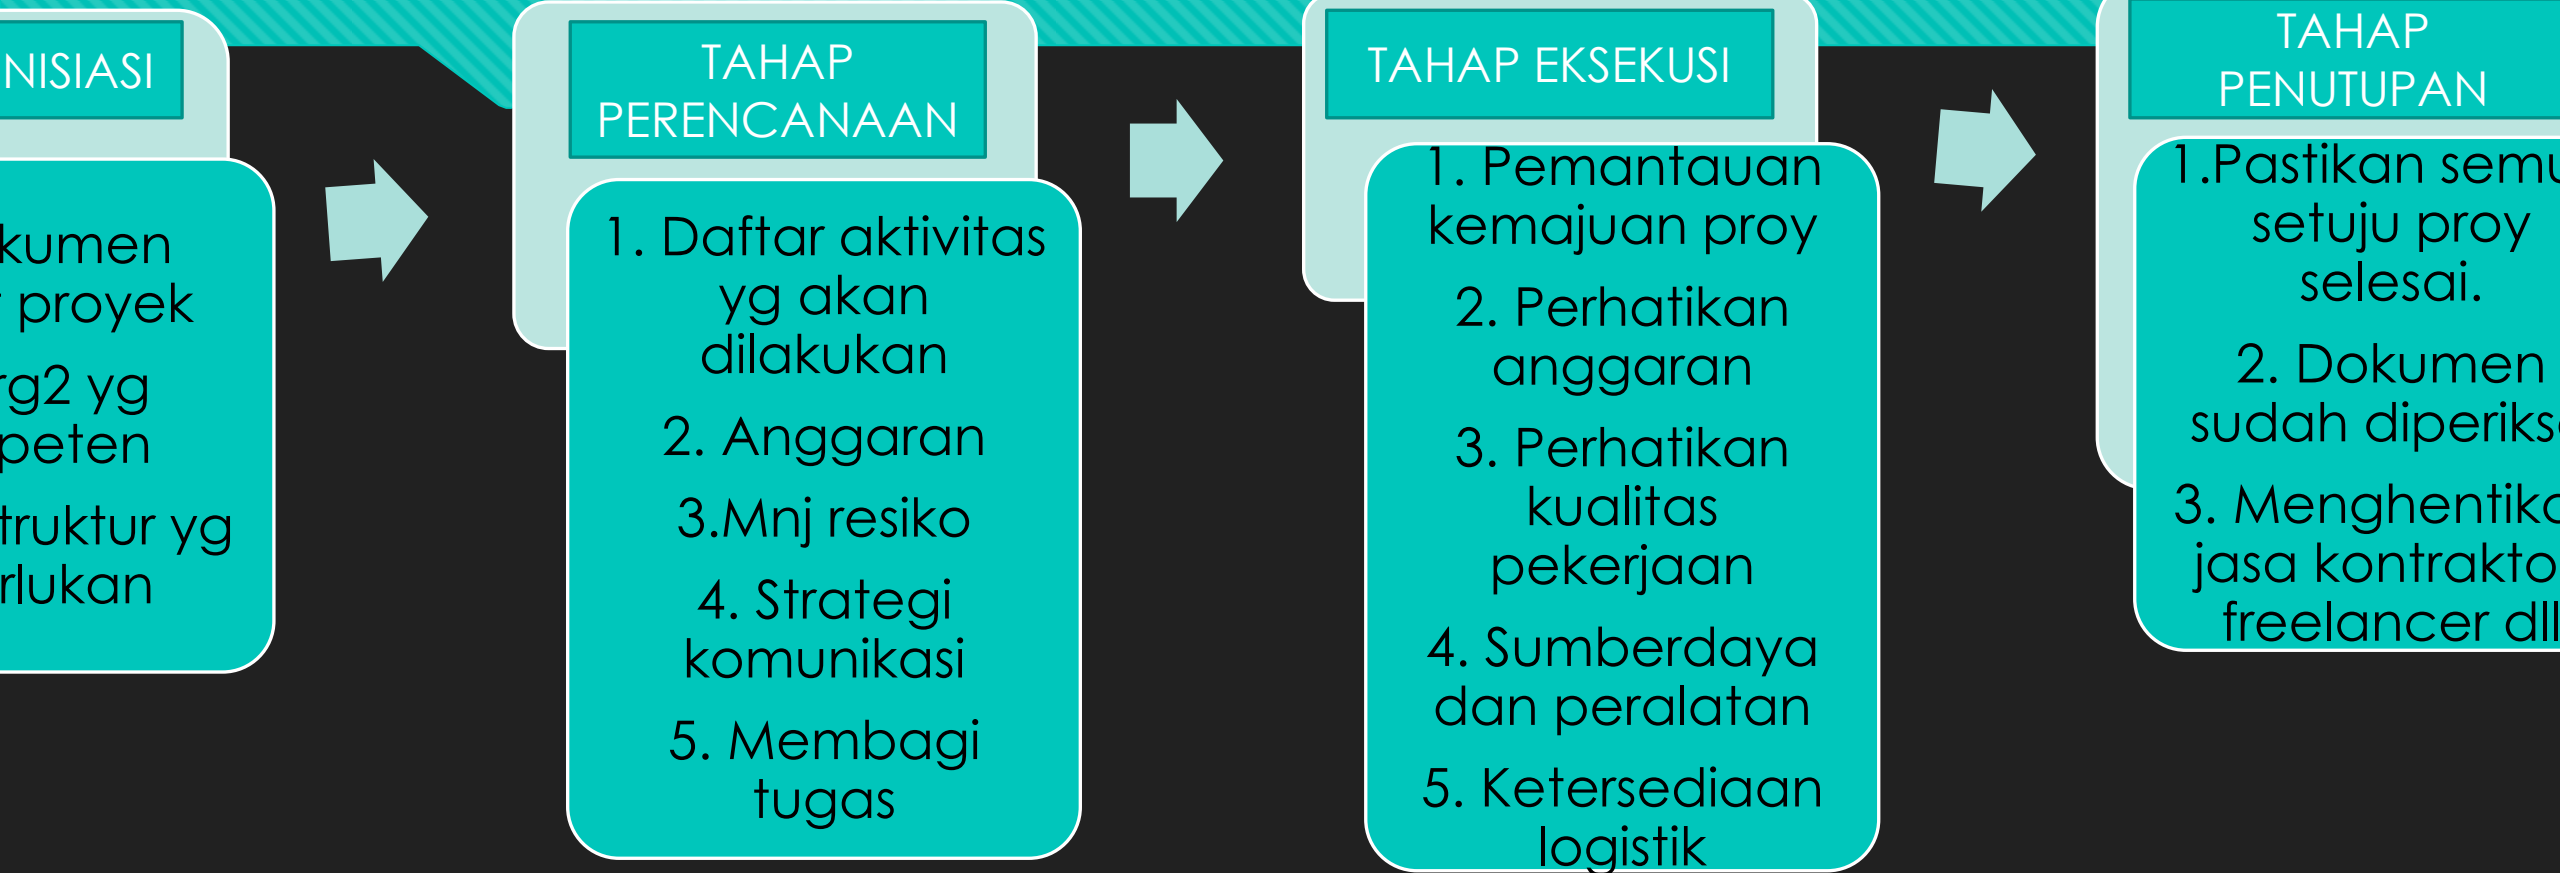 NISIASI
kumen
proyek
rg2 yg
peten
truktur yg
rlukan
TAHAP
PERENCANAAN
1. Daftar aktivitas
yg akan
dilakukan
2. Anggaran
3.Mnj resiko
4. Strategi
komunikasi
5. Membagi
tugas
TAHAP EKSEKUSI
1. Pemantauan
kemajuan proy
2. Perhatikan
anggaran
3. Perhatikan
kualitas
pekerjaan
4. Sumberdaya
dan peralatan
5. Ketersediaan
logistik
TAHAP
PENUTUPAN
1.Pastikan semu
setuju proy
selesai.
2. Dokumen
sudah diperiks
3. Menghentik
jasa kontrakto
freelancer dll